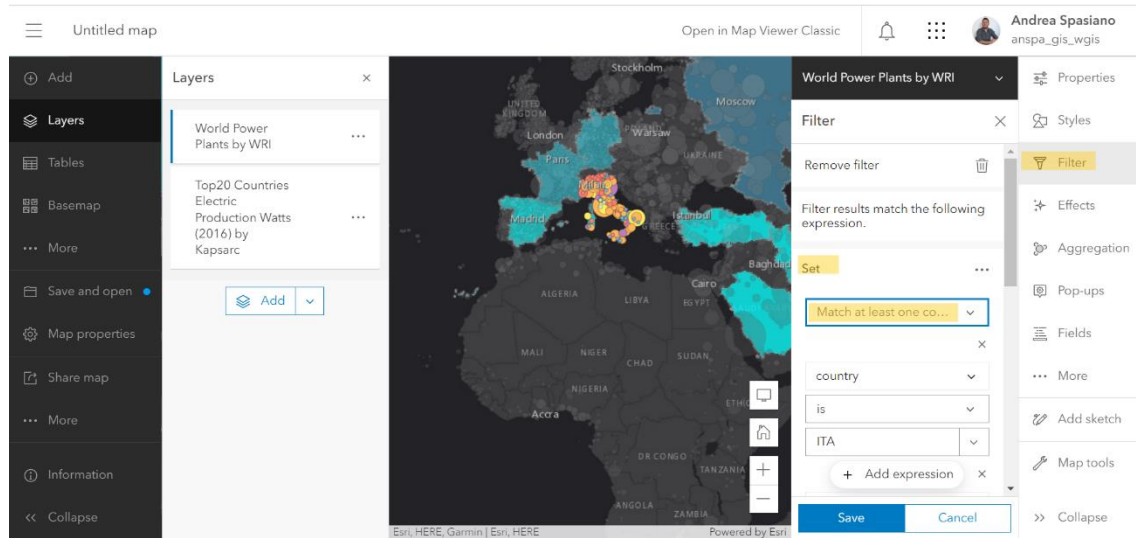 Untitled map
Open in Map Viewer Classic
Andrea Spasiano
anspa_gis_wgis
Add
Layers
Tables
Basemap
More
Save and open
Map properties
Share map
More
Information
Collapse
Layers
World Power
Plants by WRI
Top20 Countries
Electric
Production Watts
(2016) by
Kapsarc
Add
Stockholm
UNITED
KINGDOM
Moscow
London
Warsaw
Paris
UKRAINE
Madrid
Istanbul
GREECE
Baghdad
Cairo
ALGERIA
LIBYA
EGYPT
MALI
NIGER
CHAD
SUDAN
NIGERIA
Accra
DR CONGO
TANZANIA
ANGOLA
ZAMBIA
Esri, HERE, Garmin | Esri, HERE
Powered by Esri
World Power Plants by WRI
Filter
Remove filter
Filter results match the following
expression.
Set
Match at least one co...
country
is
ITA
+ Add expression
Save
Cancel
Properties
Styles
Filter
Effects
Aggregation
Pop-ups
Fields
More
Add sketch
Map tools
Collapse